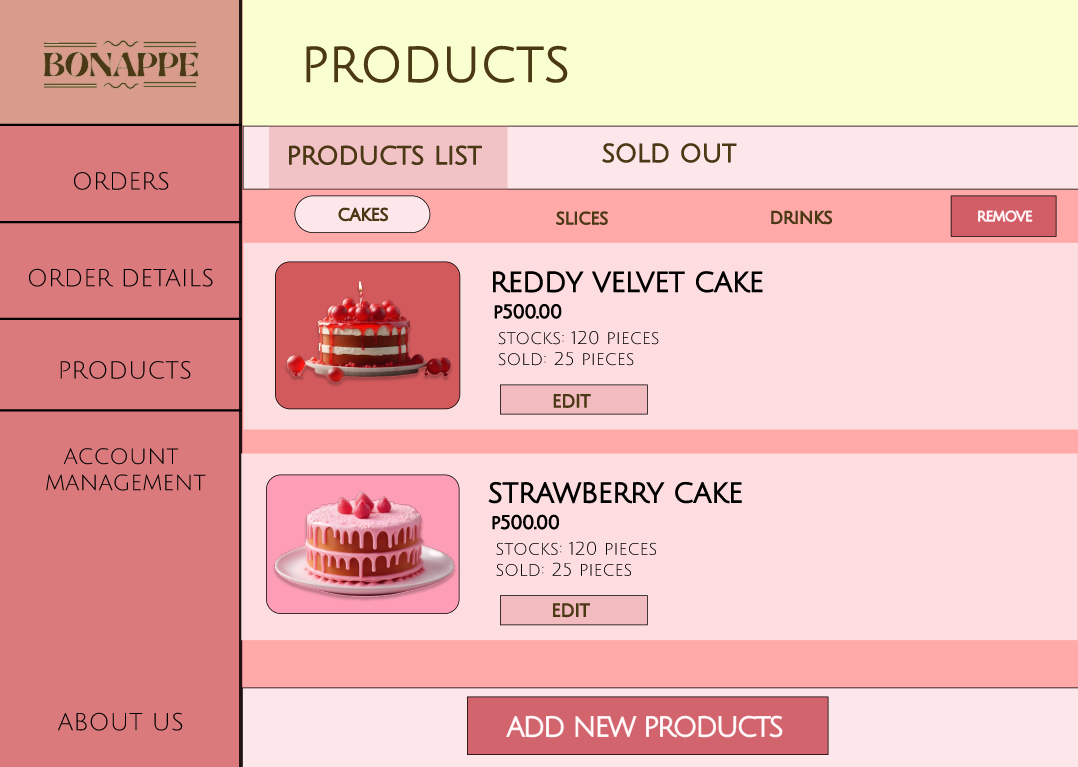 BONAPPE
PRODUCTS
ORDERS
ORDER DETAILS
PRODUCTS
ACCOUNT
MANAGEMENT
ABOUT US
PRODUCTS LIST
SOLD OUT
CAKES
SLICES
DRINKS
REMOVE
REDDY VELVET CAKE
₱500.00
STOCKS: 120 PIECES
SOLD: 25 PIECES
EDIT
STRAWBERRY CAKE
₱500.00
STOCKS: 120 PIECES
SOLD: 25 PIECES
EDIT
ADD NEW PRODUCTS